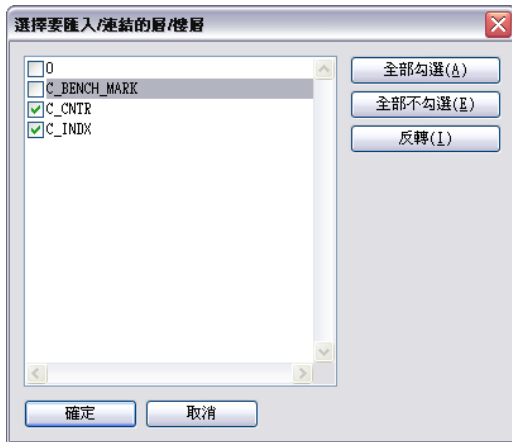 選擇要匯入/連結的層/樓層
0
C_BENCH_MARK
C_CNTR
C_INDX
全部勾選(A)
全部不勾選(E)
反轉(I)
確定
取消